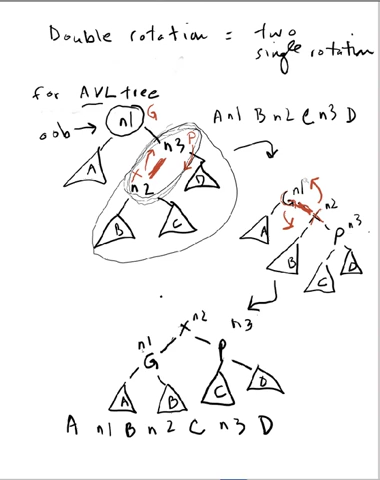 Double rotation = two
single rotation
for AVL tree
oob → n1 G
n3 P
A n1 B n2 C n3 D
A
X
n2
D
B
C
n1
G
X n2
A
P n3
B
C
D
n1
X n2
n3
G
P
A
B
C
D
A n1 B n2 C n3 D